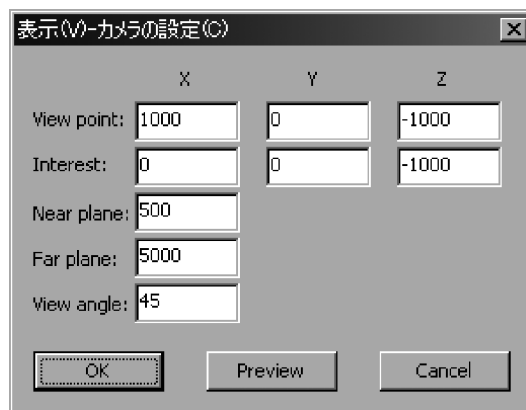 表示(V)-カメラの設定(C)
X Y Z
View point: 1000 0 -1000
Interest: 0 0 -1000
Near plane: 500
Far plane: 5000
View angle: 45
OK Preview Cancel